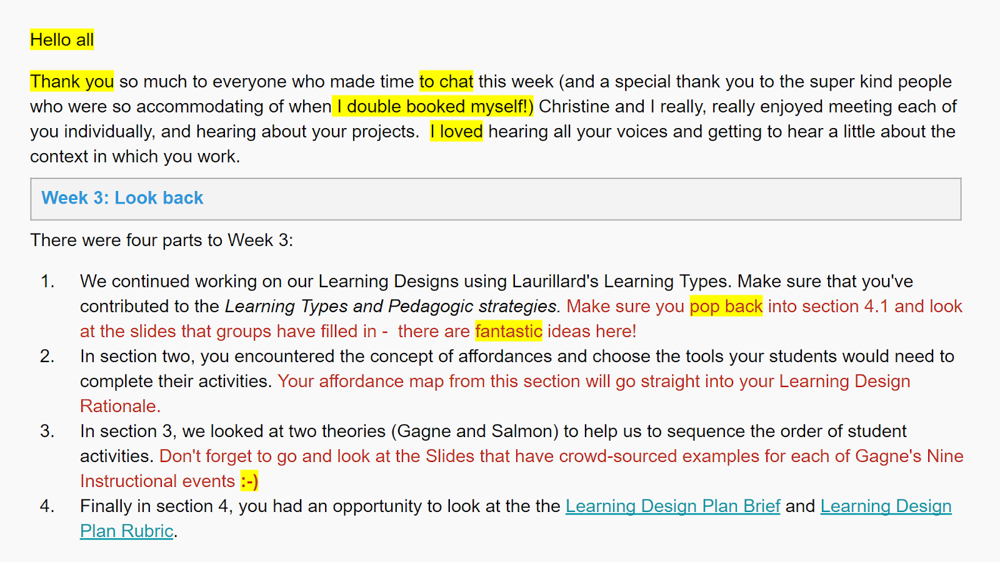 Hello all
Thank you so much to everyone who made time to chat this week (and a special thank you to the super kind people
who were so accommodating of when I double booked myself!) Christine and I really, really enjoyed meeting each of
you individually, and hearing about your projects.  I loved hearing all your voices and getting to hear a little about the
context in which you work.
Week 3: Look back
There were four parts to Week 3:
1. We continued working on our Learning Designs using Laurillard's Learning Types. Make sure that you've
contributed to the Learning Types and Pedagogic strategies. Make sure you pop back into section 4.1 and look
at the slides that groups have filled in -  there are fantastic ideas here!
2. In section two, you encountered the concept of affordances and choose the tools your students would need to
complete their activities. Your affordance map from this section will go straight into your Learning Design
Rationale.
3. In section 3, we looked at two theories (Gagne and Salmon) to help us to sequence the order of student
activities. Don't forget to go and look at the Slides that have crowd-sourced examples for each of Gagne's Nine
Instructional events :-)
4. Finally in section 4, you had an opportunity to look at the the Learning Design Plan Brief and Learning Design
Plan Rubric.